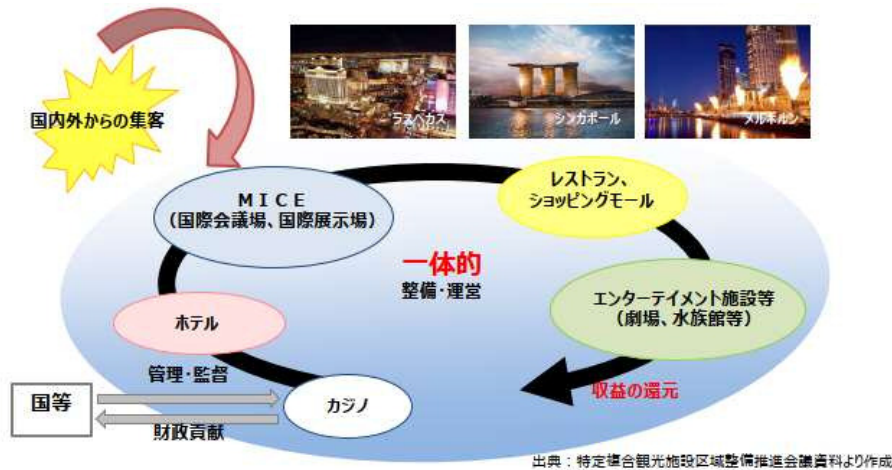 国内外からの集客
ラスベガス
シンガポール
メルボルン
ＭＩＣＥ
（国際会議場、国際展示場）
レストラン、
ショッピングモール
一体的
整備・運営
エンターテイメント施設等
（劇場、水族館等）
ホテル
収益の還元
管理・監督
国等
カジノ
財政貢献
出典：特定複合観光施設区域整備推進会議資料より作成